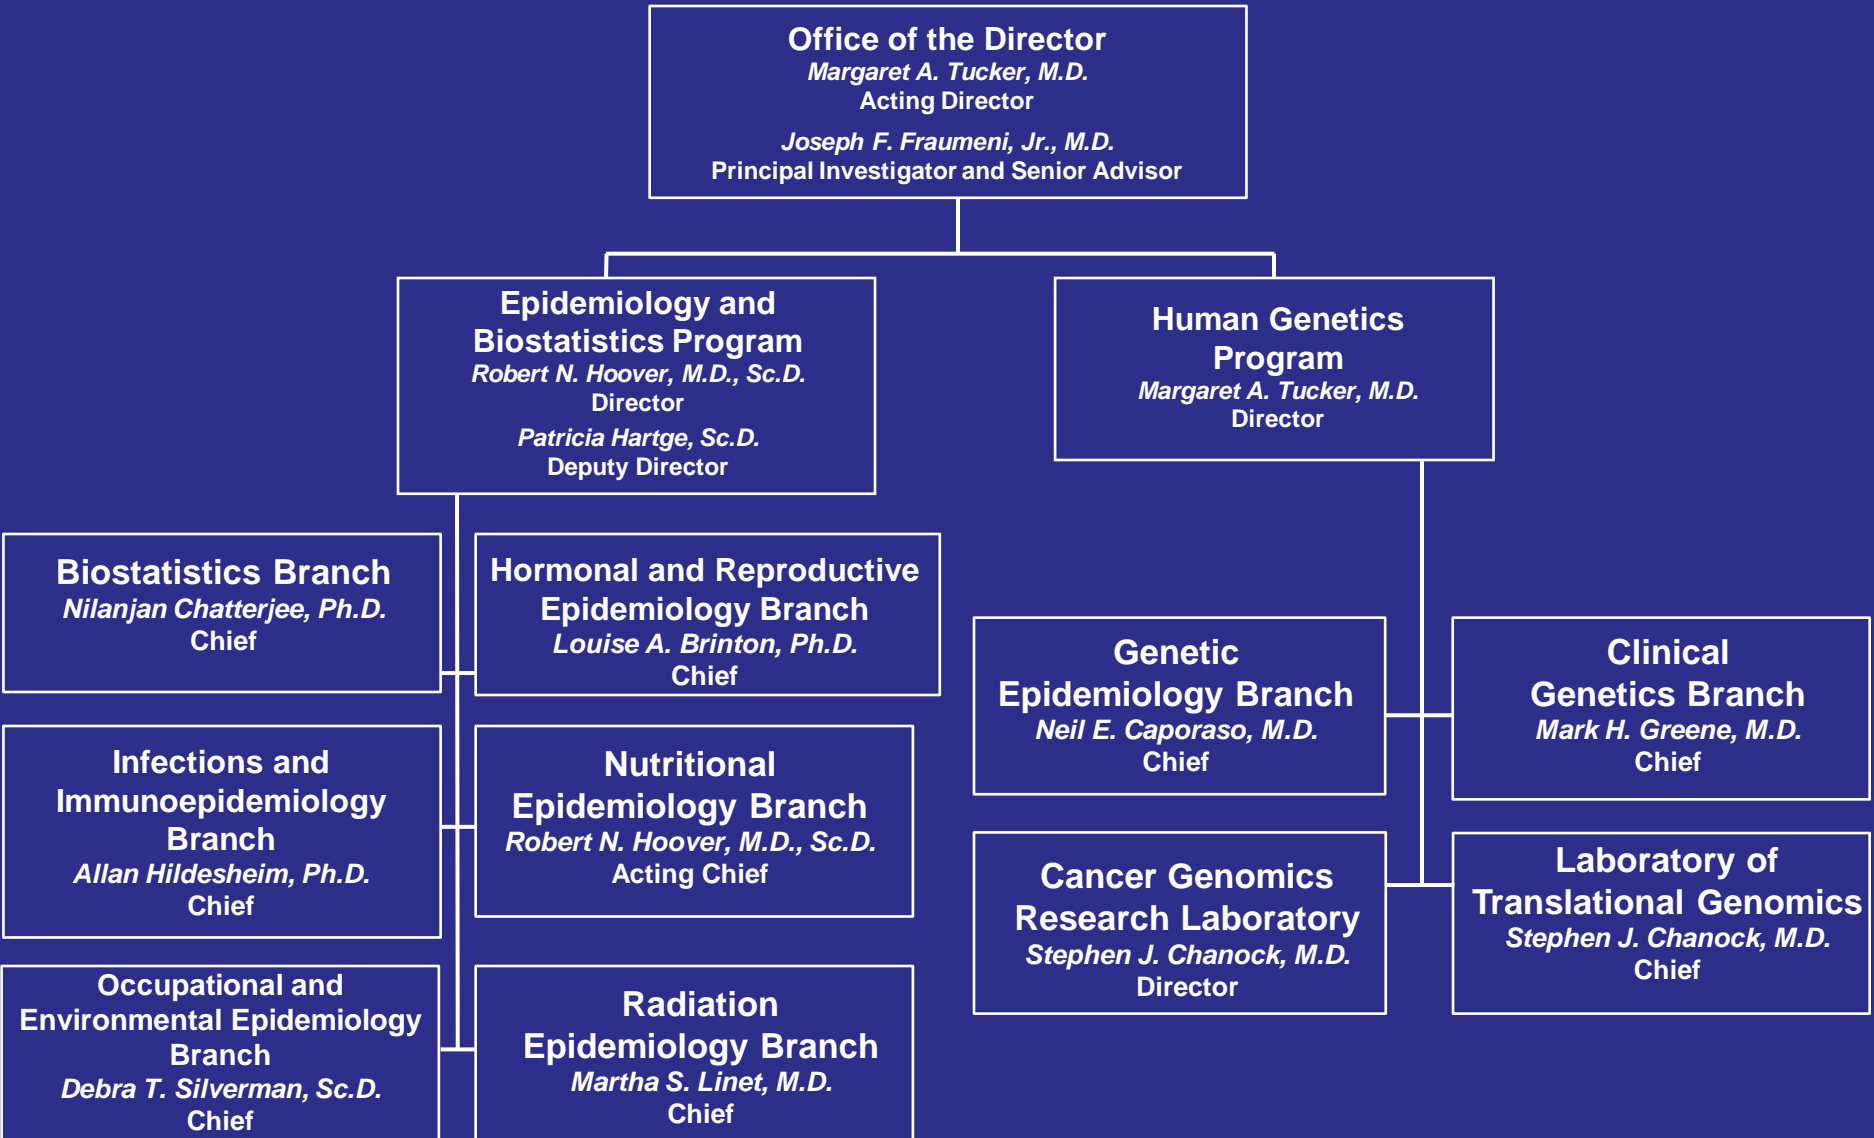 Office of the Director
Margaret A. Tucker, M.D.
Acting Director
Joseph F. Fraumeni, Jr., M.D.
Principal Investigator and Senior Advisor
Epidemiology and
Biostatistics Program
Robert N. Hoover, M.D., Sc.D.
Director
Patricia Hartge, Sc.D.
Deputy Director
Human Genetics
Program
Margaret A. Tucker, M.D.
Director
Biostatistics Branch
Nilanjan Chatterjee, Ph.D.
Chief
Hormonal and Reproductive
Epidemiology Branch
Louise A. Brinton, Ph.D.
Chief
Infections and
Immunoepidemiology
Branch
Allan Hildesheim, Ph.D.
Chief
Nutritional
Epidemiology Branch
Robert N. Hoover, M.D., Sc.D.
Acting Chief
Occupational and
Environmental Epidemiology
Branch
Debra T. Silverman, Sc.D.
Chief
Radiation
Epidemiology Branch
Martha S. Linet, M.D.
Chief
Genetic
Epidemiology Branch
Neil E. Caporaso, M.D.
Chief
Clinical
Genetics Branch
Mark H. Greene, M.D.
Chief
Cancer Genomics
Research Laboratory
Stephen J. Chanock, M.D.
Director
Laboratory of
Translational Genomics
Stephen J. Chanock, M.D.
Chief